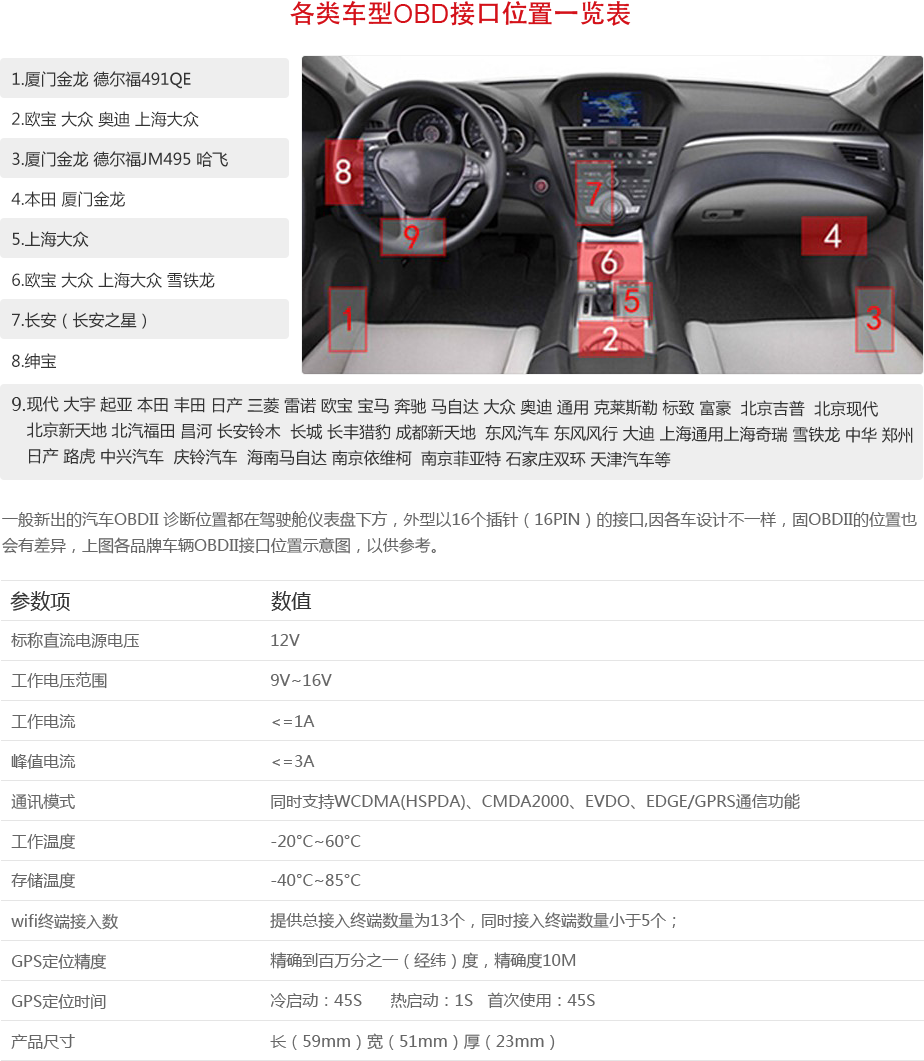 各类车型OBD接口位置一览表
1.厦门金龙 德尔福491QE
2.欧宝 大众 奥迪 上海大众
3.厦门金龙 德尔福JM495 哈飞
4.本田 厦门金龙
5.上海大众
6.欧宝 大众 上海大众 雪铁龙
7.长安（长安之星）
8.绅宝
8
7
9
4
6
5
1
3
2
9.现代 大宇 起亚 本田 丰田 日产 三菱 雷诺 欧宝 宝马 奔驰 马自达 大众 奥迪 通用 克莱斯勒 标致 富豪 北京吉普 北京现代
北京新天地 北汽福田 昌河 长安铃木 长城 长丰猎豹 成都新天地 东风汽车 东风风行 大迪 上海通用上海奇瑞 雪铁龙 中华 郑州
日产 路虎 中兴汽车 庆铃汽车 海南马自达 南京依维柯 南京菲亚特 石家庄双环 天津汽车等
一般新出的汽车OBDII 诊断位置都在驾驶舱仪表盘下方，外型以16个插针（16PIN）的接口,因各车设计不一样，固OBDII的位置也
会有差异，上图各品牌车辆OBDII接口位置示意图，以供参考。
参数项 数值
标称直流电源电压 12V
工作电压范围 9V~16V
工作电流 <=1A
峰值电流 <=3A
通讯模式 同时支持WCDMA(HSPDA)、CMDA2000、EVDO、EDGE/GPRS通信功能
工作温度 -20°C~60°C
存储温度 -40°C~85°C
wifi终端接入数 提供总接入终端数量为13个，同时接入终端数量小于5个；
GPS定位精度 精确到百万分之一（经纬）度，精确度10M
GPS定位时间 冷启动：45S 热启动：1S 首次使用：45S
产品尺寸 长（59mm）宽（51mm）厚（23mm）